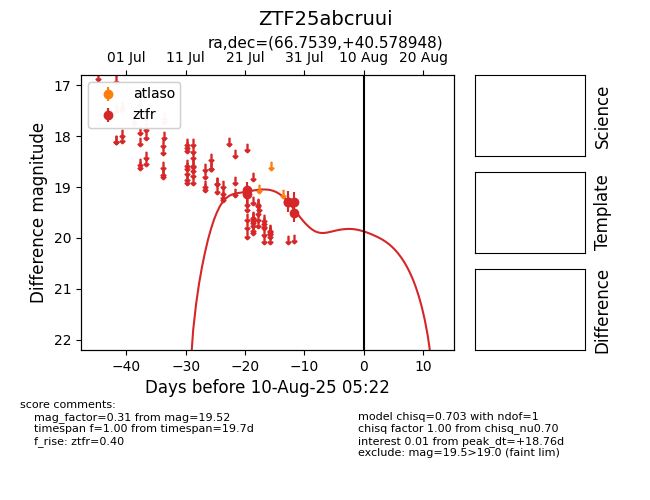 ZTF25abcruui
ra,dec=(66.7539,+40.578948)
01 Jul 11 Jul 21 Jul 31 Jul 10 Aug 20 Aug
atlaso
ztfr
17
18
19
20
21
22
Difference magnitude
−40 −30 −20 −10 0 10
Days before 10-Aug-25 05:22
Science
Template
Difference
score comments:
mag_factor=0.31 from mag=19.52
timespan f=1.00 from timespan=19.7d
f_rise: ztfr=0.40
model chisq=0.703 with ndof=1
chisq factor 1.00 from chisq_nu0.70
interest 0.01 from peak_dt=+18.76d
exclude: mag=19.5>19.0 (faint lim)